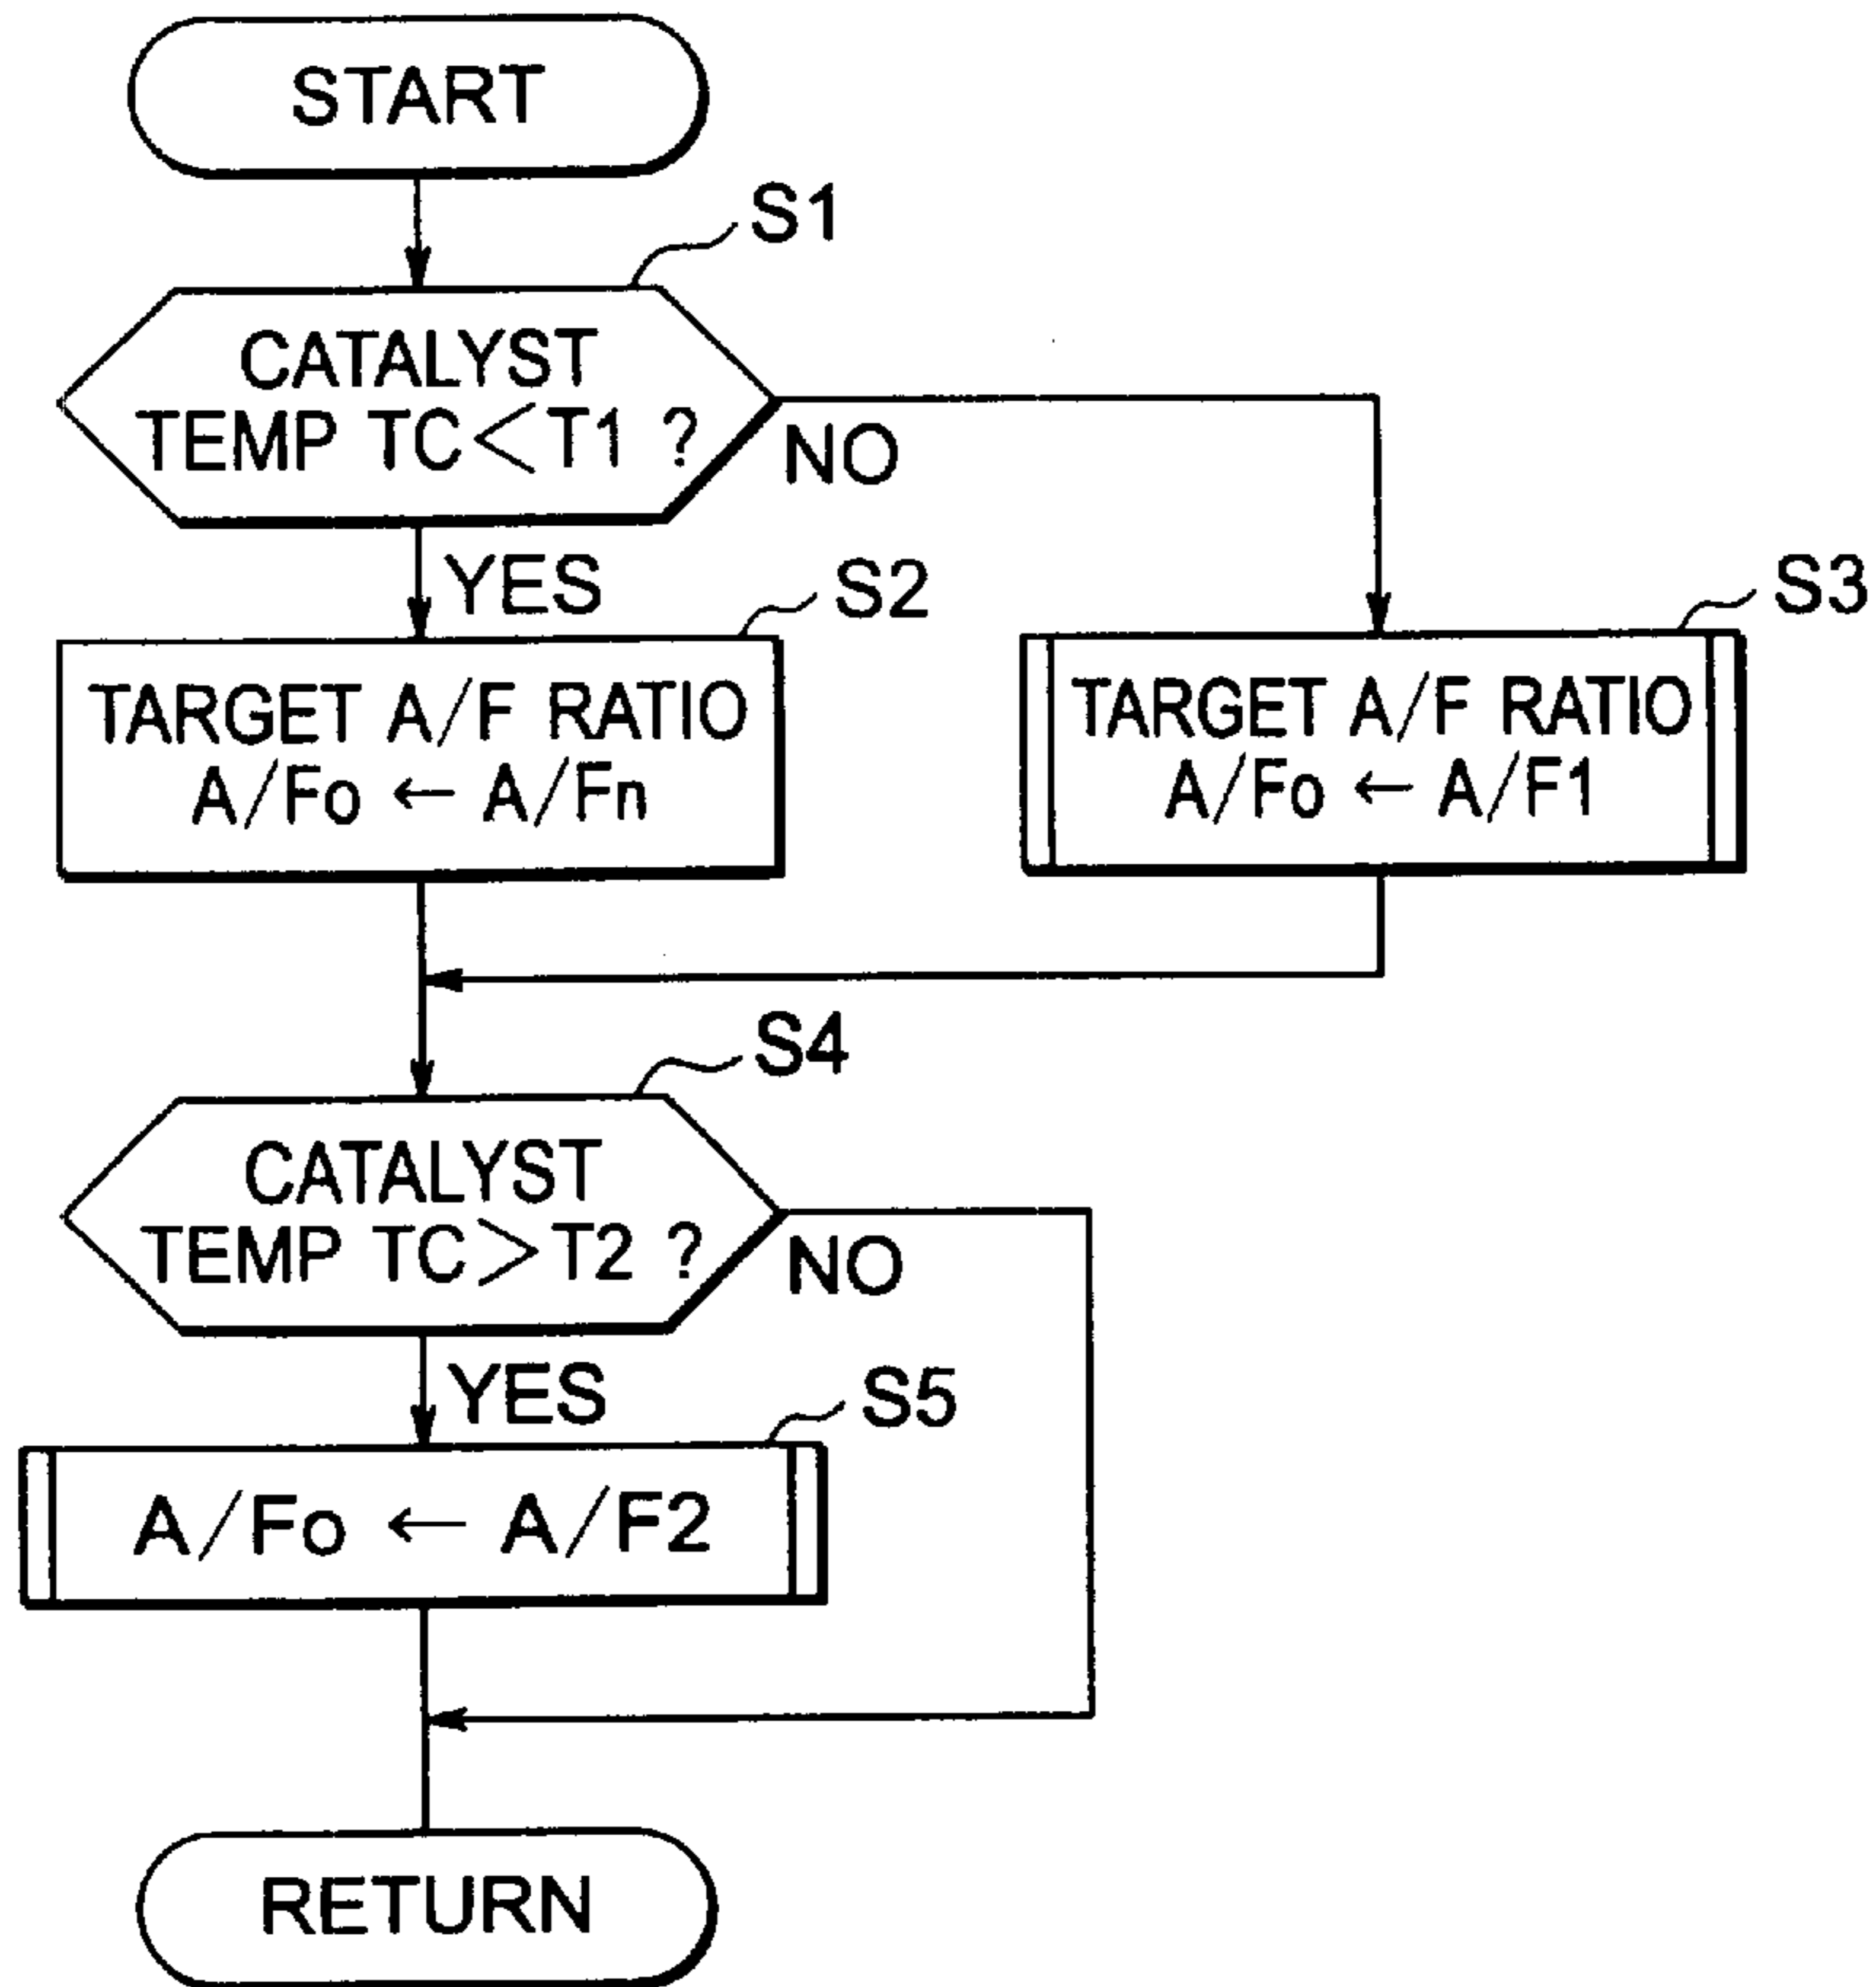 START
S1
CATALYST
TEMP TC<T1 ?
NO
YES
S2
S3
TARGET A/F RATIO
A/Fo ← A/Fn
TARGET A/F RATIO
A/Fo ← A/F1
S4
CATALYST
TEMP TC>T2 ?
NO
YES
S5
A/Fo ← A/F2
RETURN